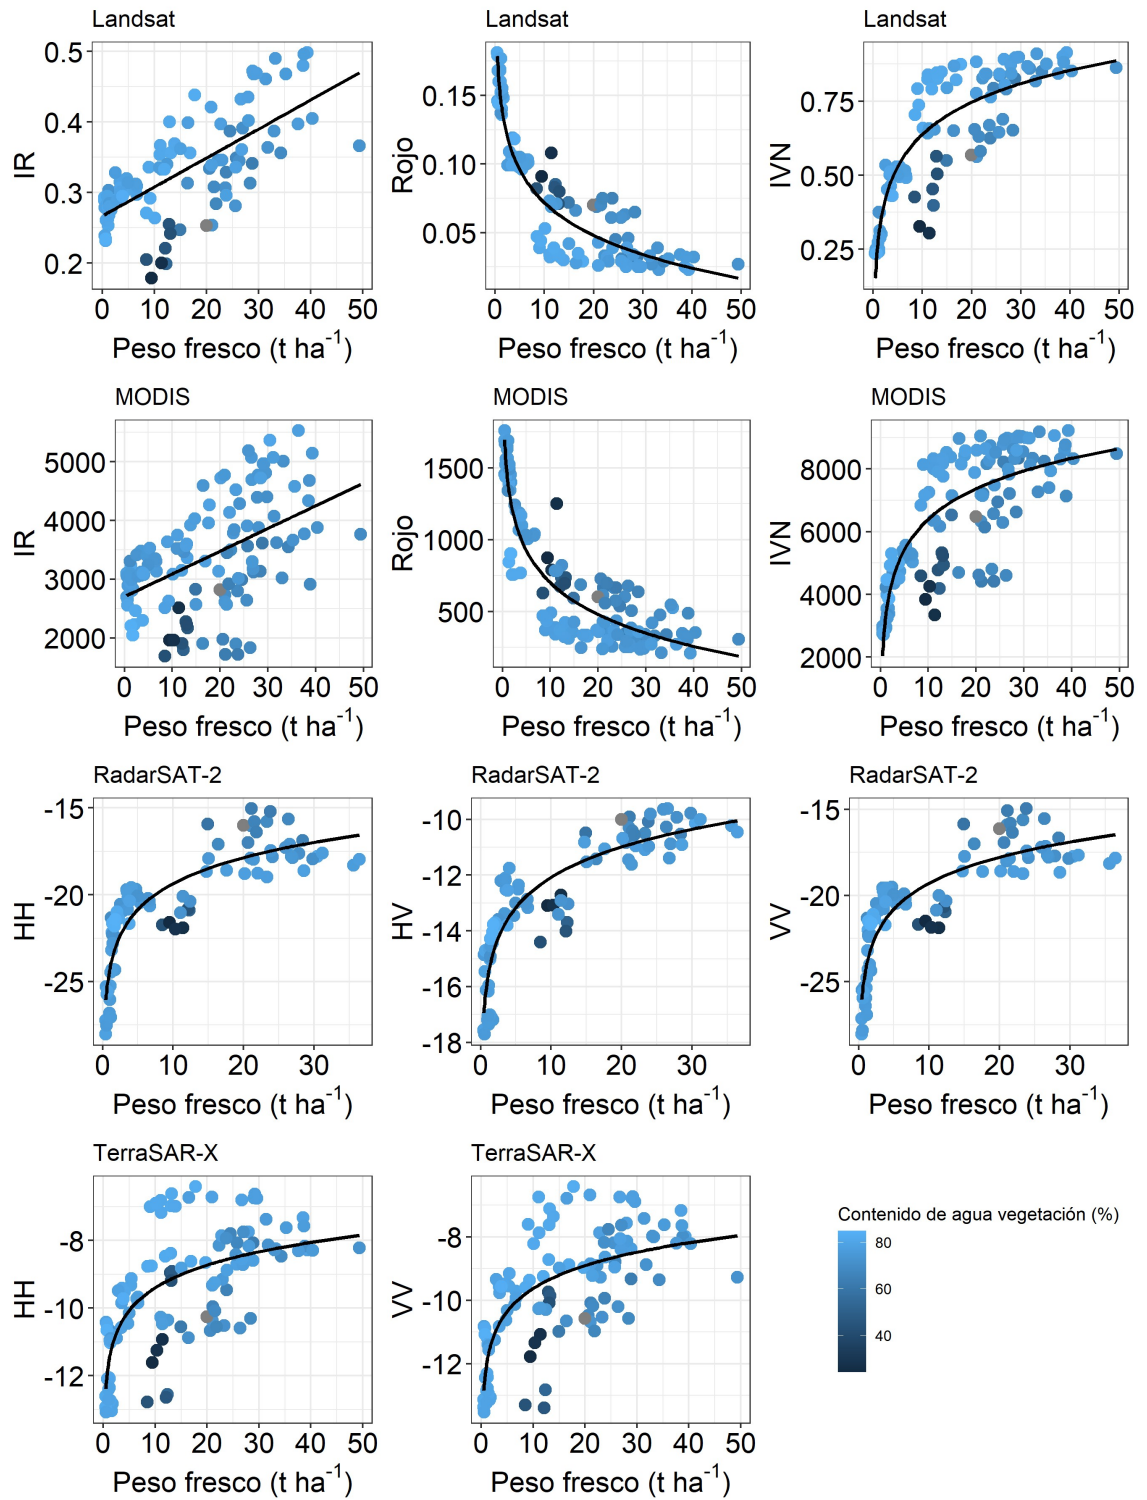 Landsat
Landsat
Landsat
IR
0.5
0.4
0.3
0.2
0 10 20 30 40 50
Peso fresco (t ha⁻¹)
Rojo
0.15
0.10
0.05
0 10 20 30 40 50
Peso fresco (t ha⁻¹)
IVN
0.75
0.50
0.25
0 10 20 30 40 50
Peso fresco (t ha⁻¹)
MODIS
MODIS
MODIS
IR
5000
4000
3000
2000
0 10 20 30 40 50
Peso fresco (t ha⁻¹)
Rojo
1500
1000
500
0 10 20 30 40 50
Peso fresco (t ha⁻¹)
IVN
8000
6000
4000
2000
0 10 20 30 40 50
Peso fresco (t ha⁻¹)
RadarSAT-2
RadarSAT-2
RadarSAT-2
HH
-15
-20
-25
0 10 20 30
Peso fresco (t ha⁻¹)
HV
-10
-12
-14
-16
-18
0 10 20 30
Peso fresco (t ha⁻¹)
VV
-15
-20
-25
0 10 20 30
Peso fresco (t ha⁻¹)
TerraSAR-X
TerraSAR-X
HH
-8
-10
-12
0 10 20 30 40 50
Peso fresco (t ha⁻¹)
VV
-8
-10
-12
0 10 20 30 40 50
Peso fresco (t ha⁻¹)
Contenido de agua vegetación (%)
80
60
40